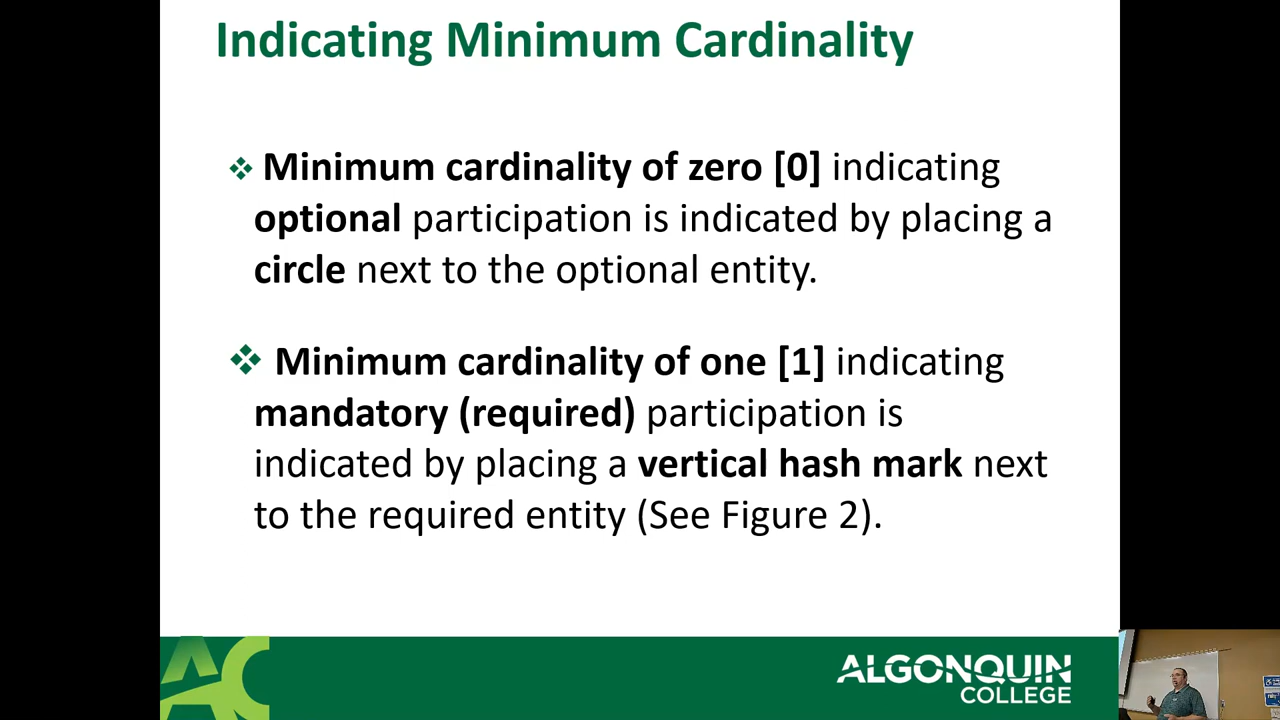 Indicating Minimum Cardinality
❖ Minimum cardinality of zero [0] indicating
optional participation is indicated by placing a
circle next to the optional entity.
❖ Minimum cardinality of one [1] indicating
mandatory (required) participation is
indicated by placing a vertical hash mark next
to the required entity (See Figure 2).
AC
ALGONQUIN
COLLEGE